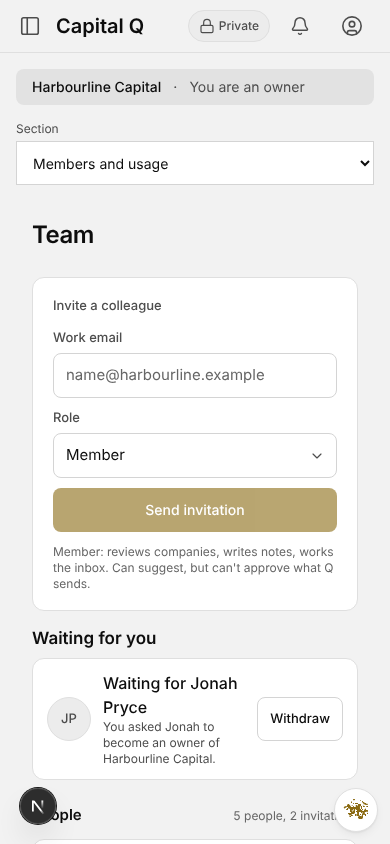 Capital Q
Private
Harbourline Capital · You are an owner
Section
Members and usage
Team
Invite a colleague
Work email
name@harbourline.example
Role
Member
Send invitation
Member: reviews companies, writes notes, works
the inbox. Can suggest, but can't approve what Q
sends.
Waiting for you
JP
Waiting for Jonah
Pryce
You asked Jonah to
become an owner of
Harbourline Capital.
Withdraw
N
5 people, 2